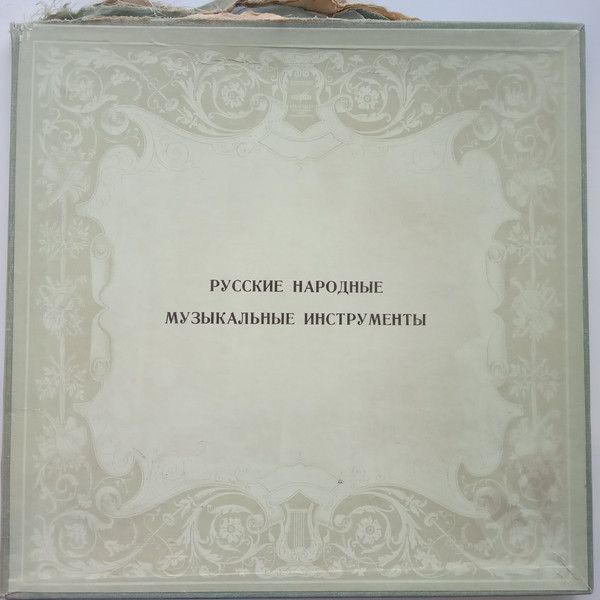 РУССКИЕ НАРОДНЫЕ
МУЗЫКАЛЬНЫЕ ИНСТРУМЕНТЫ